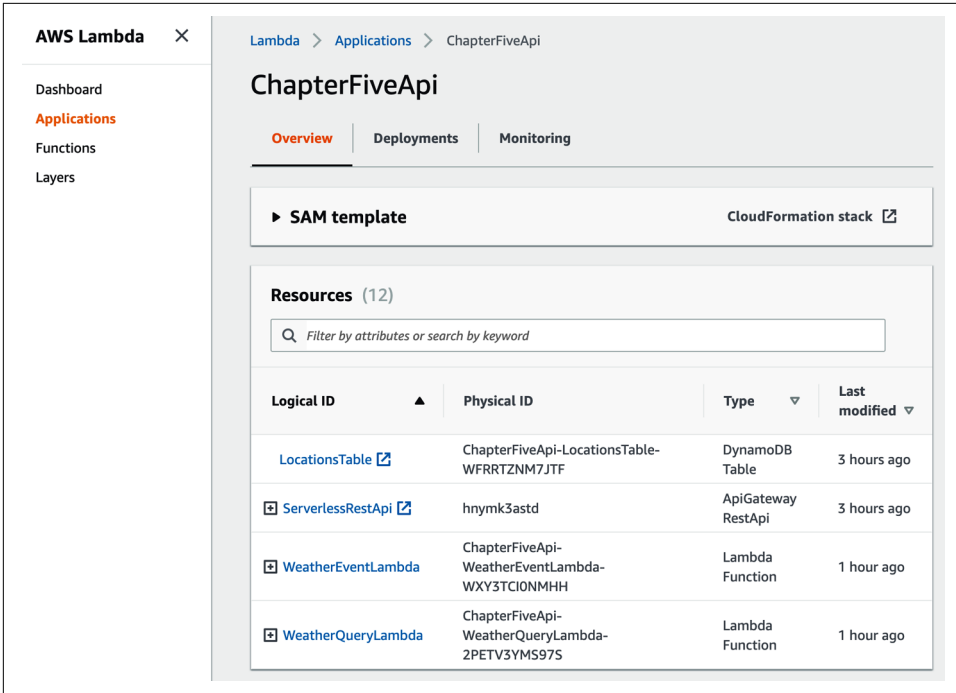 AWS Lambda
Dashboard
Applications
Functions
Layers
Lambda > Applications > ChapterFiveApi
ChapterFiveApi
Overview Deployments Monitoring
SAM template CloudFormation stack
Resources (12)
Filter by attributes or search by keyword
Logical ID Physical ID Type Last modified
LocationsTable ChapterFiveApi-LocationsTable- DynamoDB 3 hours ago
WFRRTZNM7JTF Table
ServerlessRestApi hnymk3astd ApiGateway 3 hours ago
RestApi
ChapterFiveApi-
WeatherEventLambda WeatherEventLambda- Lambda Function 1 hour ago
WXY3TCI0NMHH
ChapterFiveApi-
WeatherQueryLambda WeatherQueryLambda- Lambda Function 1 hour ago
2PETV3YMS97S